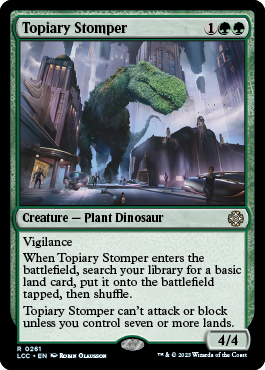 Topiary Stomper 1
Creature — Plant Dinosaur
Vigilance
When Topiary Stomper enters the
battlefield, search your library for a basic
land card, put it onto the battlefield
tapped, then shuffle.
Topiary Stomper can't attack or block
unless you control seven or more lands.
4/4
R 0261
LCC • EN Robin Olausson
™ & © 2023 Wizards of the Coast